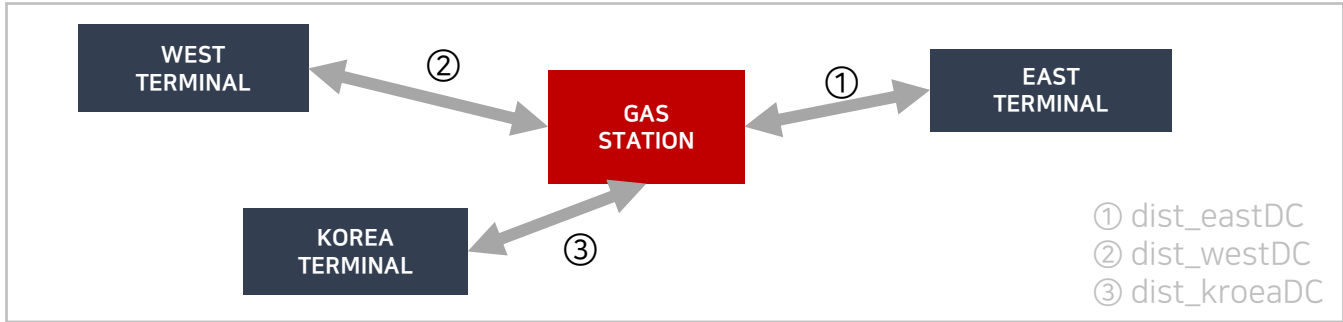 WEST
TERMINAL
②
GAS
STATION
①
EAST
TERMINAL
KOREA
TERMINAL
③
① dist_eastDC
② dist_westDC
③ dist_kroeaDC